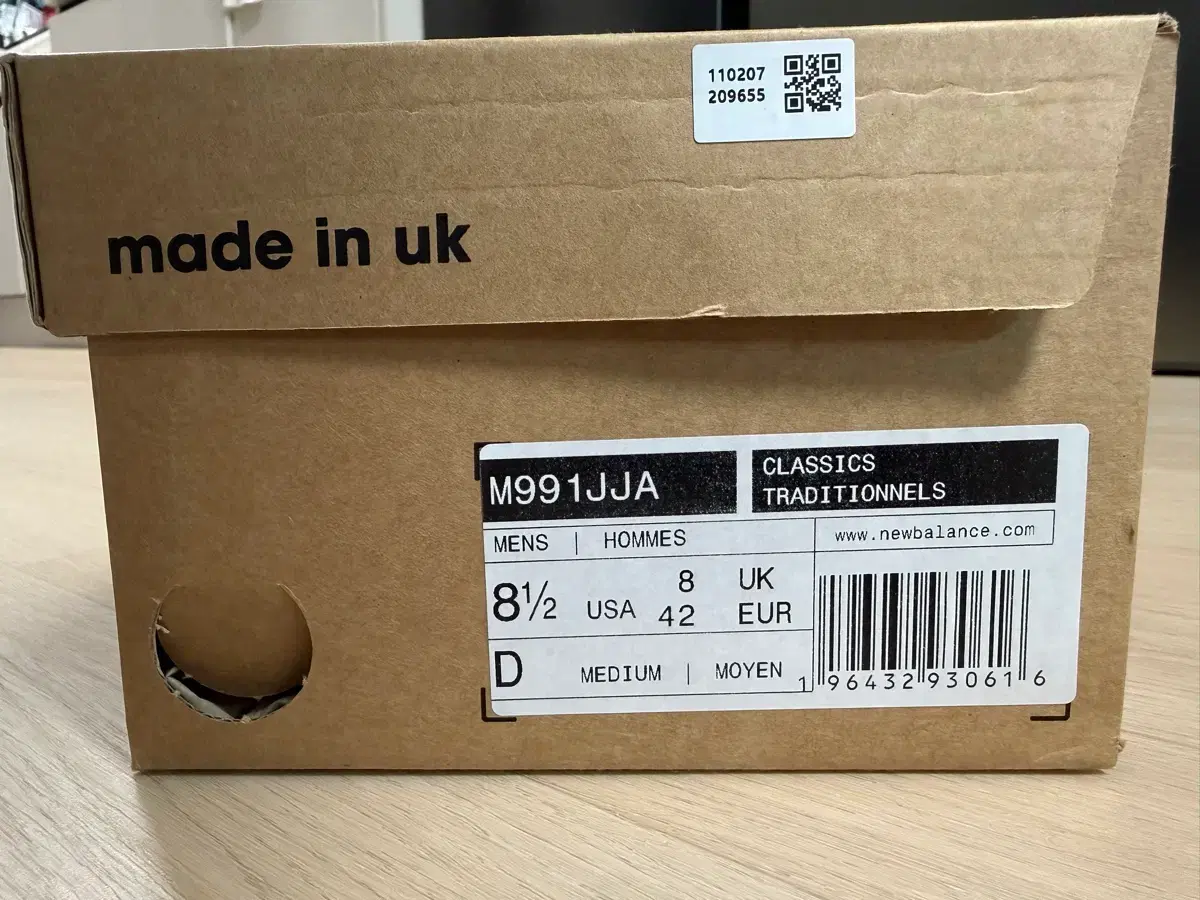 110207
209655
made in uk
M991JJA
CLASSICS
TRADITIONNELS
MENS | HOMMES
www.newbalance.com
8½ USA 8 UK
42 EUR
D MEDIUM | MOYEN
1 96432 93061 6